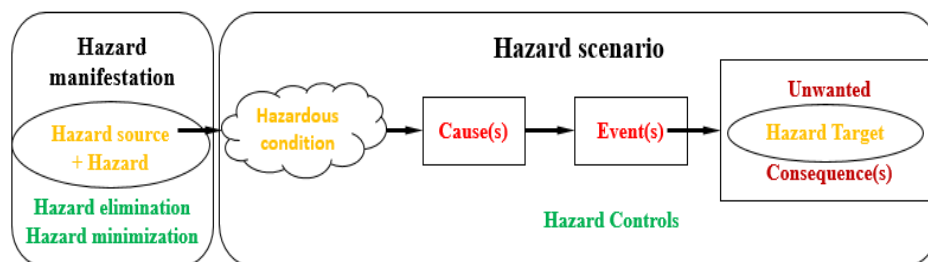 Hazard
manifestation
Hazard source
+ Hazard
Hazard elimination
Hazard minimization
Hazard scenario
Hazardous
condition
Cause(s)
Event(s)
Unwanted
Hazard Target
Consequence(s)
Hazard Controls